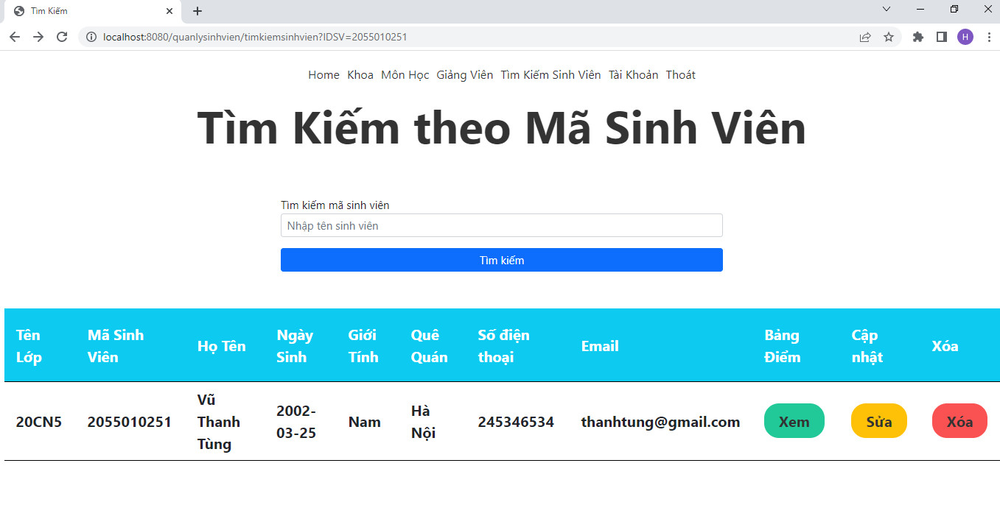 Tìm Kiếm
localhost:8080/quanlysinhvien/timkiemsinhvien?IDSV=2055010251
H
Home Khoa Môn Học Giảng Viên Tìm Kiếm Sinh Viên Tài Khoản Thoát
Tìm Kiếm theo Mã Sinh Viên
Tìm kiếm mã sinh viên
Nhập tên sinh viên
Tìm kiếm
Tên Lớp Mã Sinh Viên Họ Tên Ngày Sinh Giới Tính Quê Quán Số điện thoại Email Bảng Điểm Cập nhật Xóa
20CN5 2055010251 Vũ Thanh Tùng 2002-03-25 Nam Hà Nội 245346534 thanhtung@gmail.com Xem Sửa Xóa